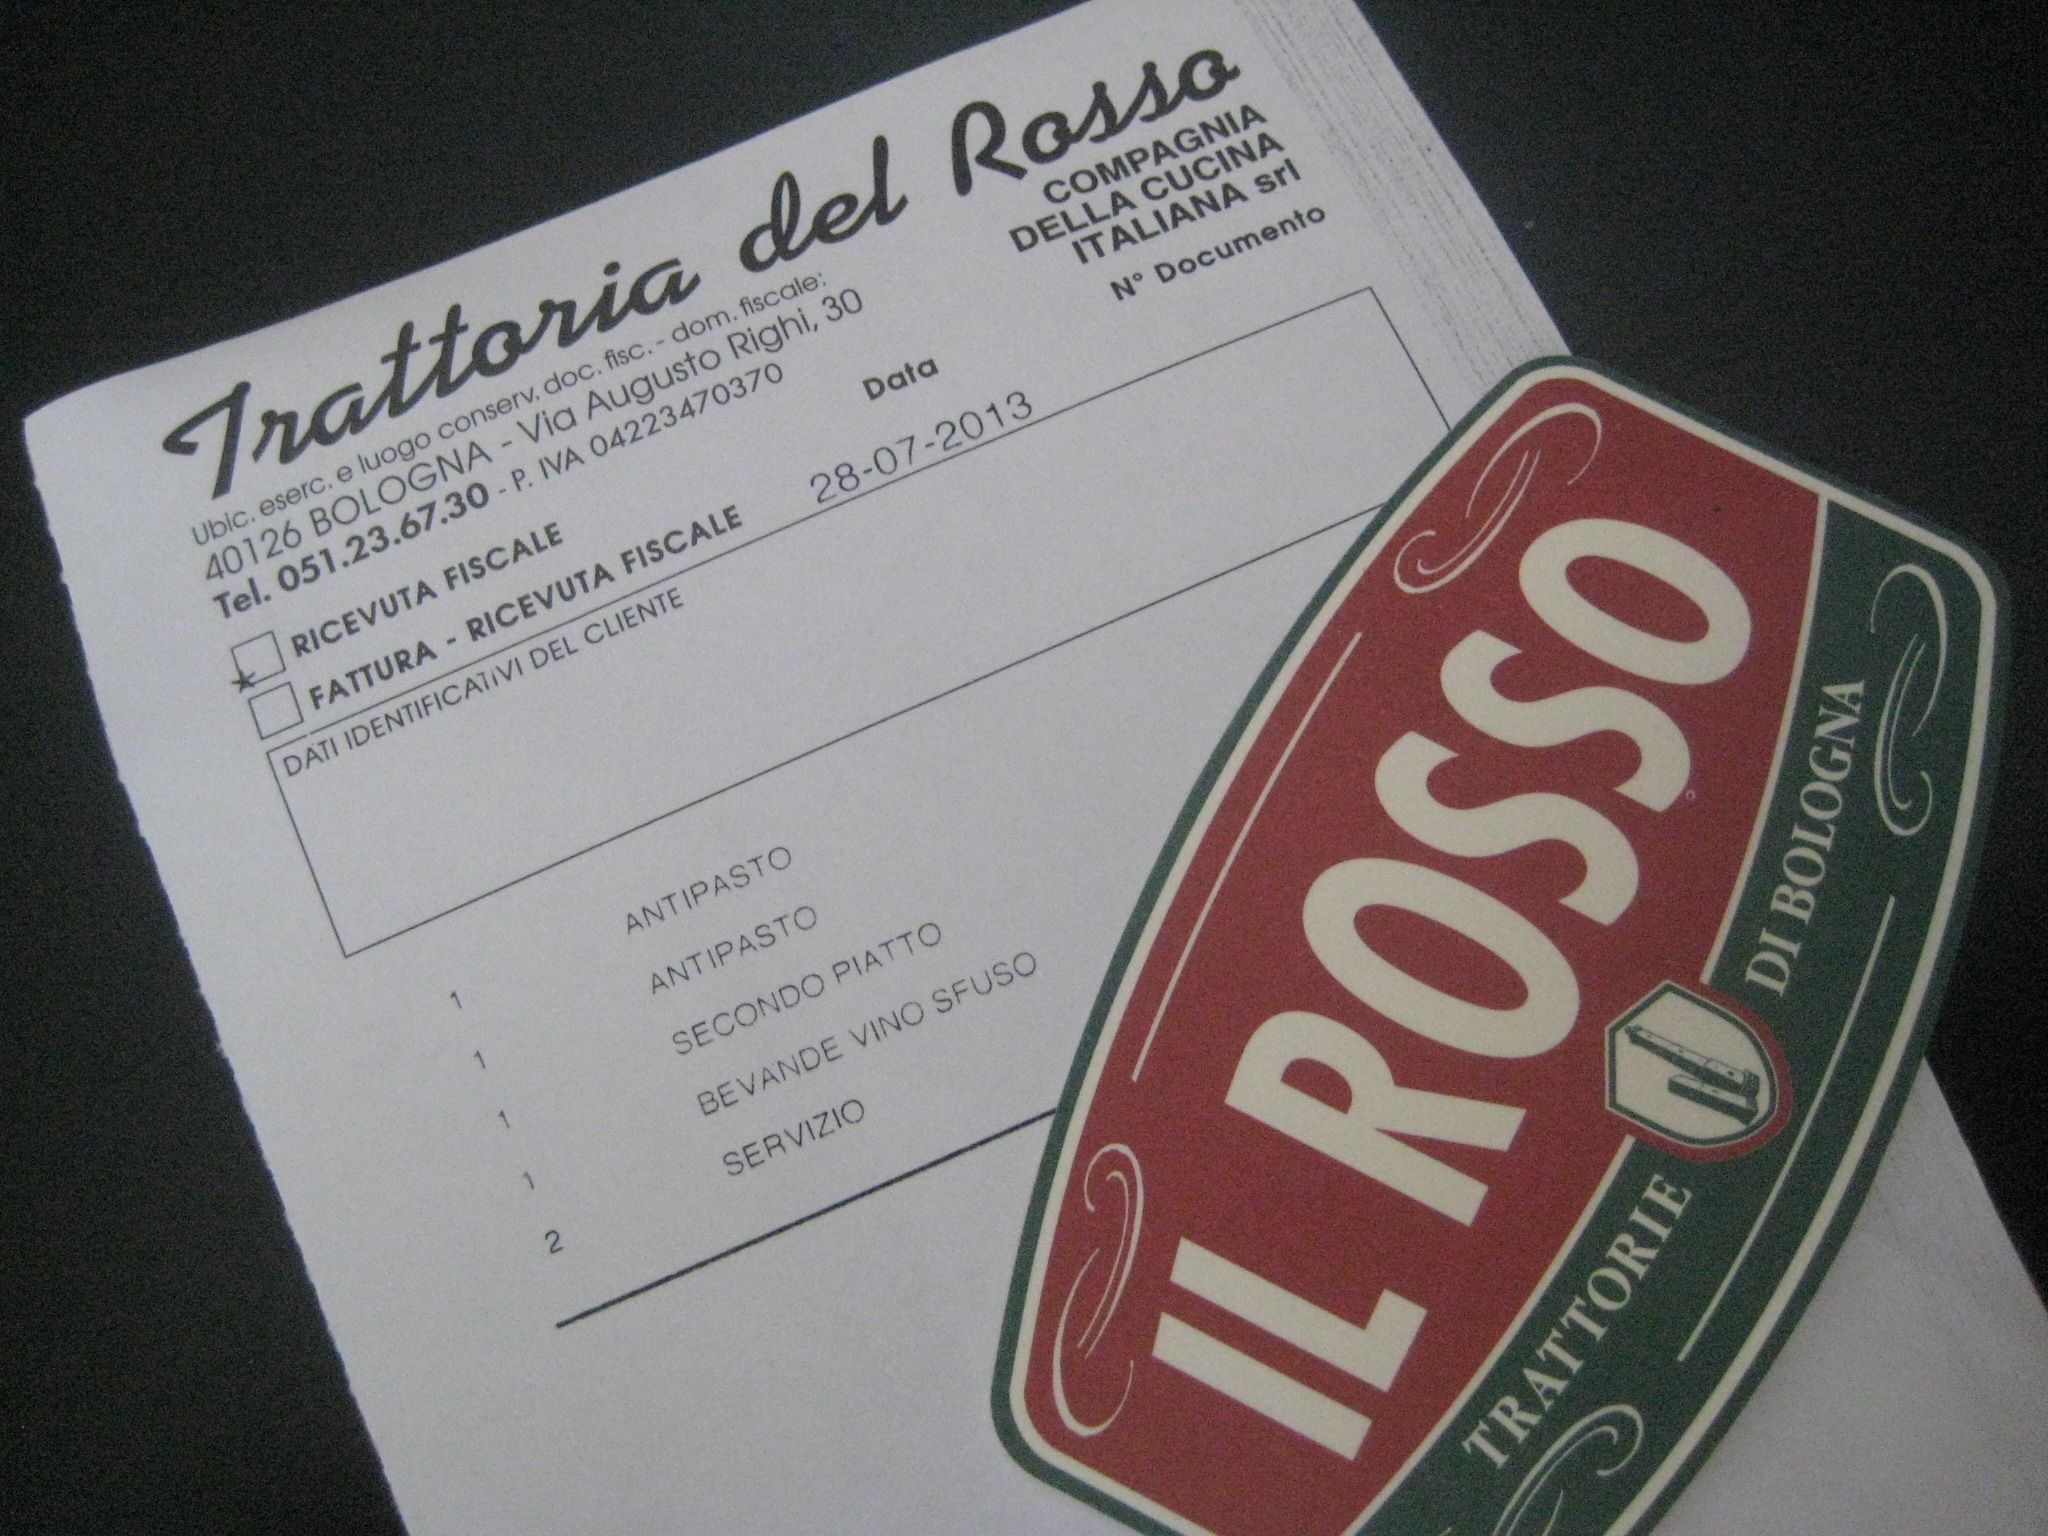 Trattoria del Rosso
COMPAGNIA
DELLA CUCINA
ITALIANA srl
Ubic. eserc. e luogo conserv. doc. fisc. - dom. fiscale:
40126 BOLOGNA - Via Augusto Righi, 30
Tel. 051.23.67.30 - P. IVA 04223470370
Data
N° Documento
RICEVUTA FISCALE
FATTURA - RICEVUTA FISCALE
28-07-2013
DATI IDENTIFICATIVI DEL CLIENTE
1 ANTIPASTO
1 ANTIPASTO
1 SECONDO PIATTO
1 BEVANDE VINO SFUSO
2 SERVIZIO
IL ROSSO
TRATTORIE DI BOLOGNA